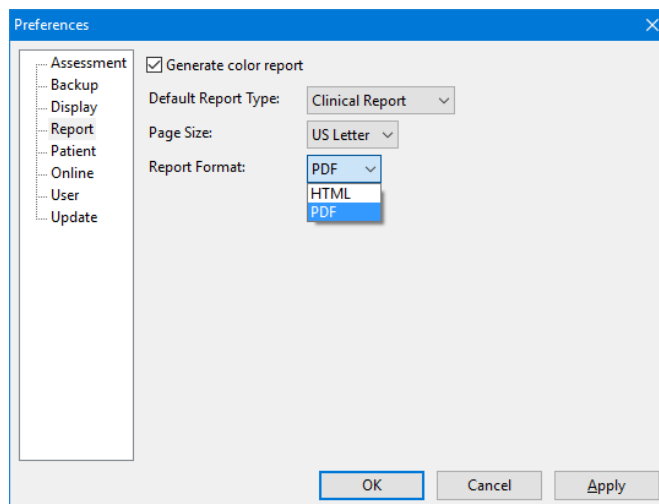 Preferences
Assessment
Backup
Display
Report
Patient
Online
User
Update
Generate color report
Default Report Type: Clinical Report
Page Size: US Letter
Report Format: PDF
HTML
PDF
OK Cancel Apply